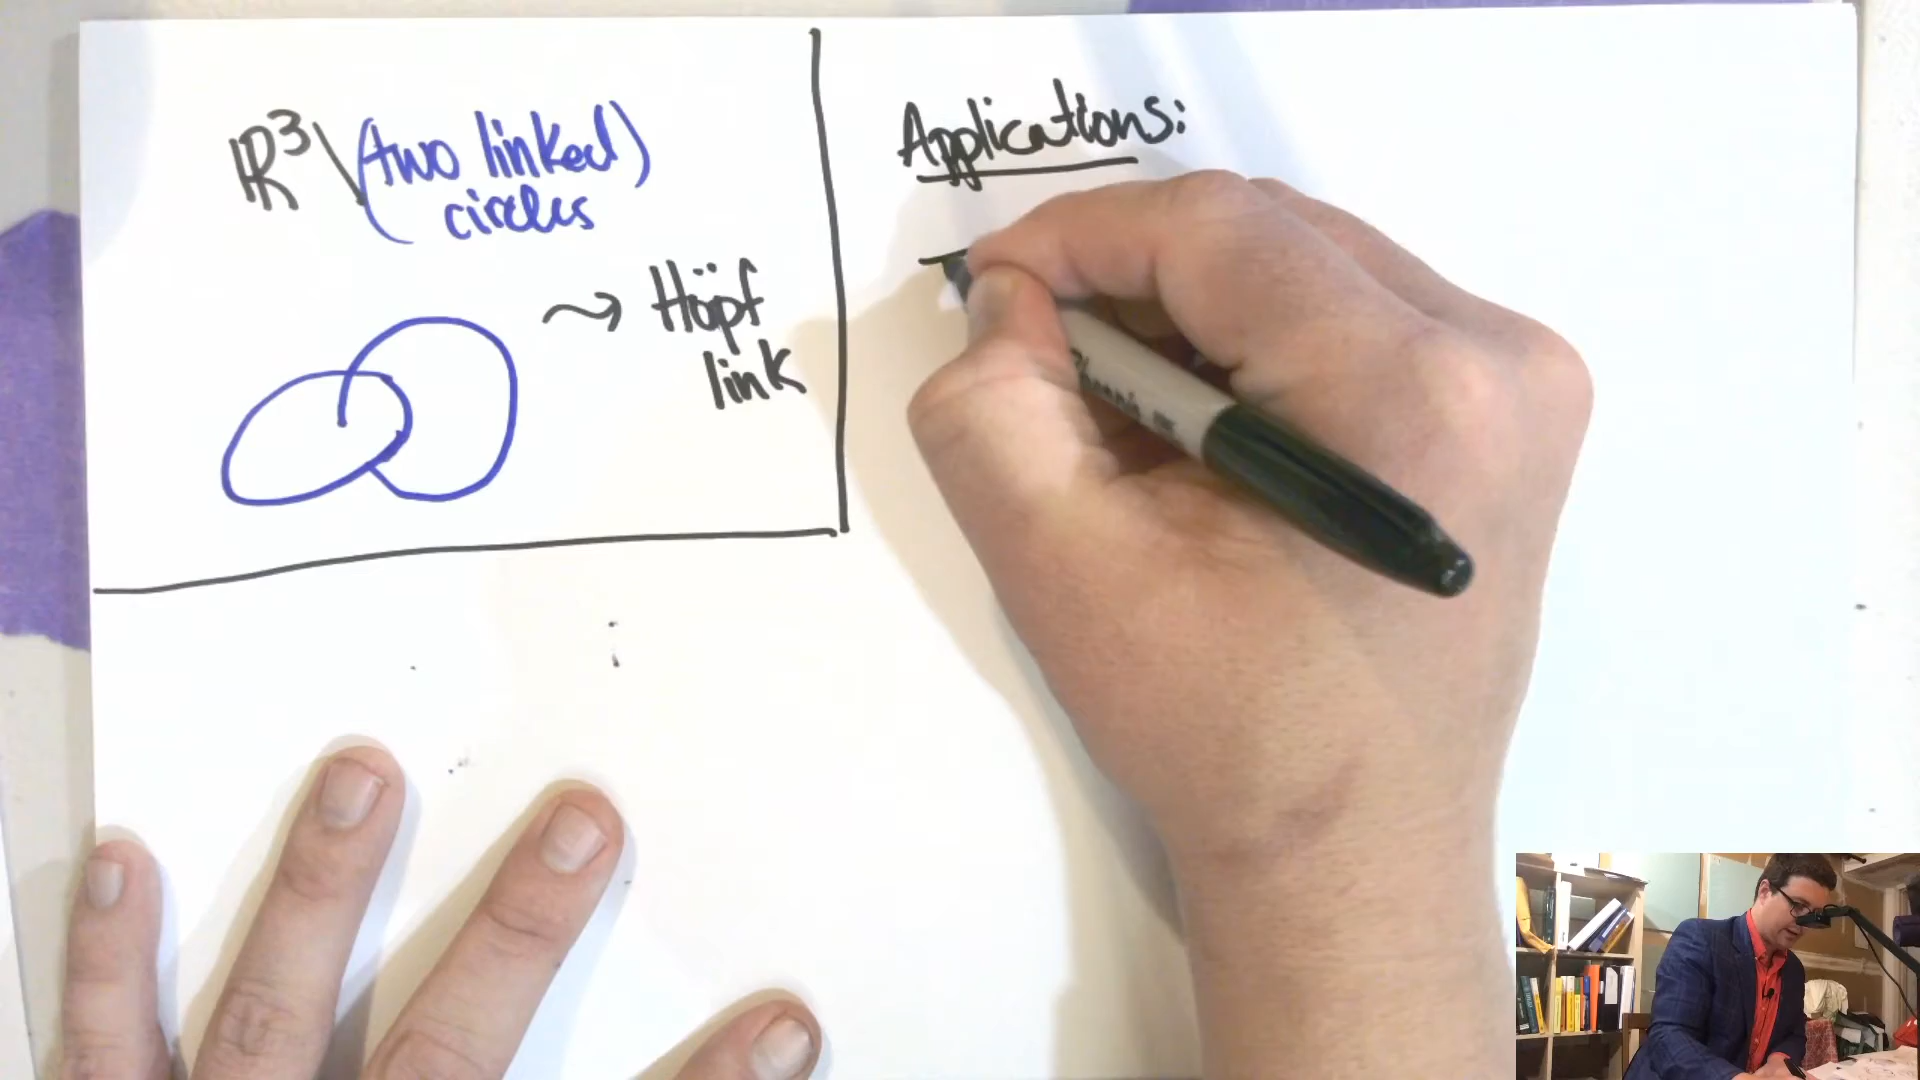 ℝ³ \ (two linked)
circles
⤳ Höpf
link
Applications: